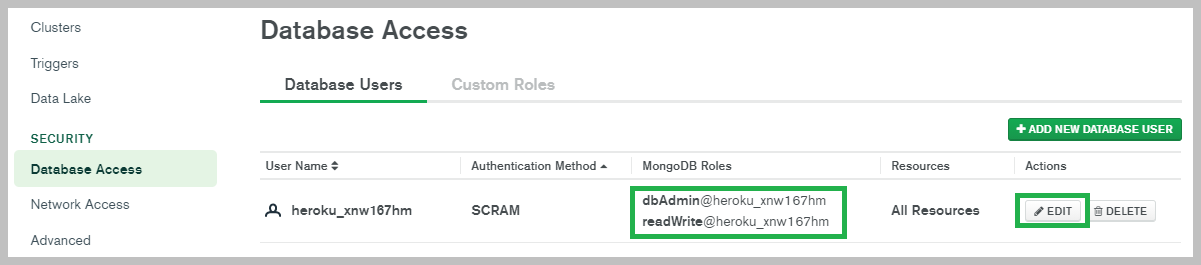 Clusters
Triggers
Data Lake
SECURITY
Database Access
Network Access
Advanced
Database Access
Database Users
Custom Roles
ADD NEW DATABASE USER
User Name Authentication Method MongoDB Roles Resources Actions
heroku_xnw167hm SCRAM dbAdmin@heroku_xnw167hm
readWrite@heroku_xnw167hm All Resources EDIT DELETE